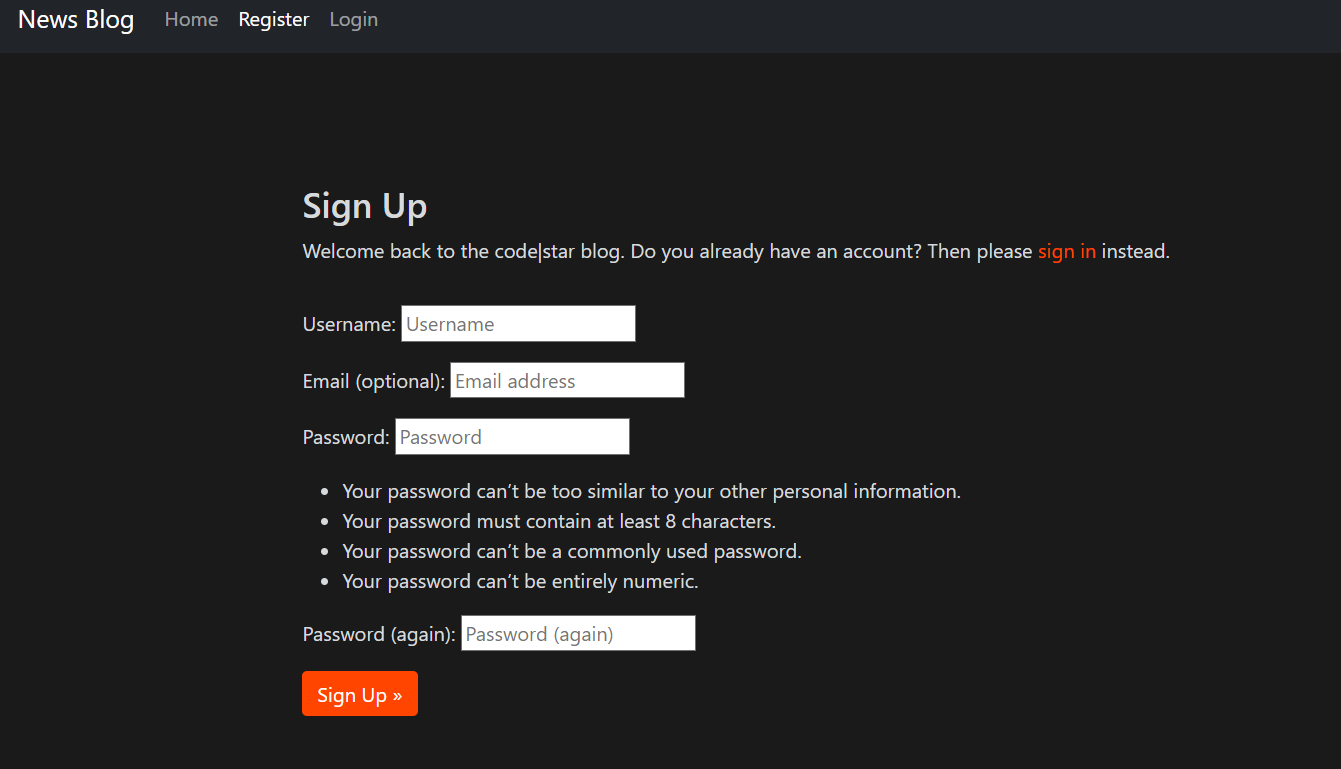 News Blog Home Register Login
Sign Up
Welcome back to the code|star blog. Do you already have an account? Then please sign in instead.
Username: Username
Email (optional): Email address
Password: Password
• Your password can’t be too similar to your other personal information.
• Your password must contain at least 8 characters.
• Your password can’t be a commonly used password.
• Your password can’t be entirely numeric.
Password (again): Password (again)
Sign Up »